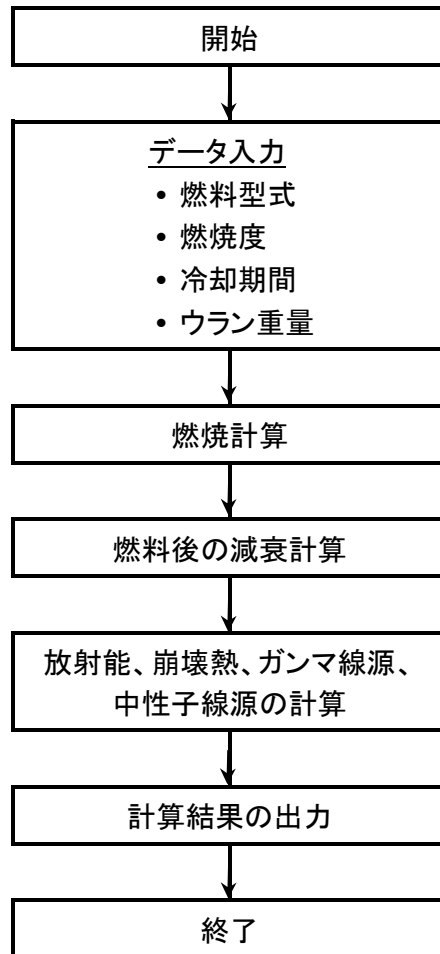 開始
データ入力
• 燃料型式
• 燃焼度
• 冷却期間
• ウラン重量
燃焼計算
燃料後の減衰計算
放射能、崩壊熱、ガンマ線源、
中性子線源の計算
計算結果の出力
終了